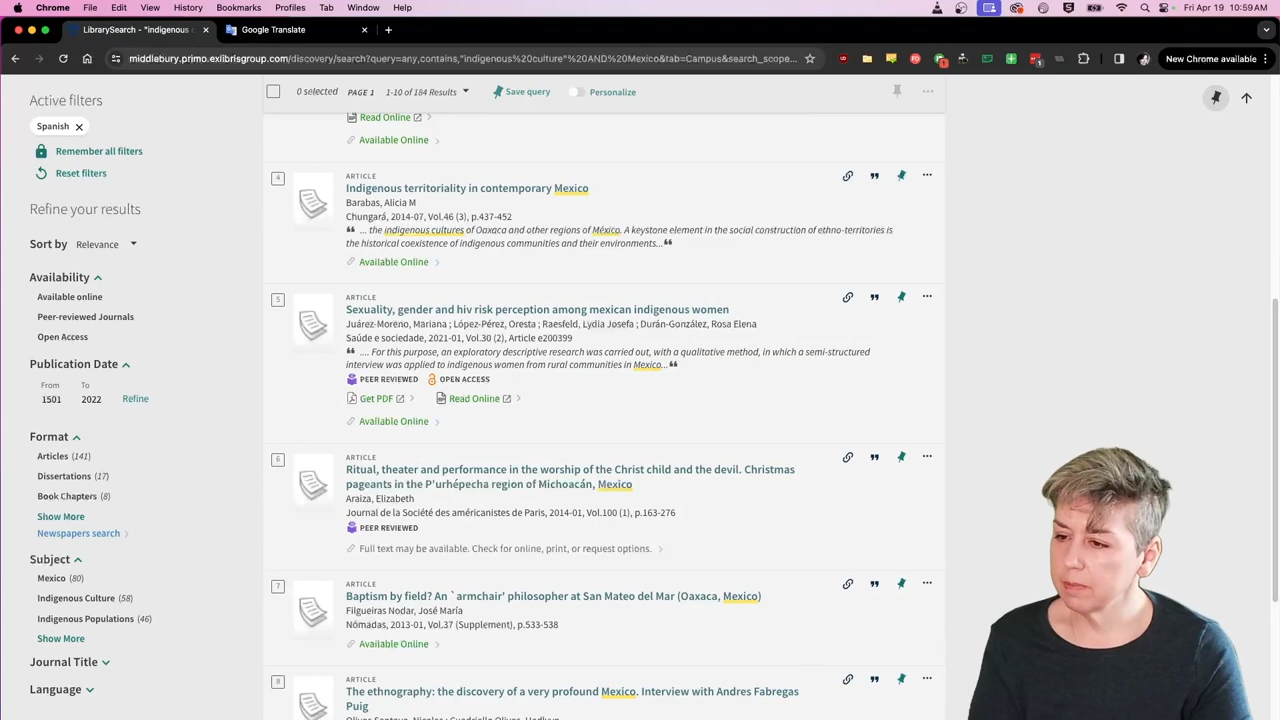 Chrome File Edit View History Bookmarks Profiles Tab Window Help Fri Apr 19 10:59 AM
LibrarySearch - "indigenous Google Translate
middlebury.primo.exlibrisgroup.com/discovery/search?query=any,contains,"indigenous%20culture"%20AND%20Mexico&tab=Campus&search_scope... New Chrome available
Active filters
Spanish
Remember all filters
Reset filters
Refine your results
Sort by Relevance
Availability
Available online
Peer-reviewed Journals
Open Access
Publication Date
From To
1501 2022 Refine
Format
Articles (141)
Dissertations (17)
Book Chapters (8)
Show More
Newspapers search
Subject
Mexico (80)
Indigenous Culture (58)
Indigenous Populations (46)
Show More
Journal Title
Language
0 selected PAGE 1 1-10 of 184 Results Save query Personalize
Read Online
Available Online
4 ARTICLE
Indigenous territoriality in contemporary Mexico
Barabas, Alicia M
Chungará, 2014-07, Vol.46 (3), p.437-452
... the indigenous cultures of Oaxaca and other regions of México. A keystone element in the social construction of ethno-territories is
the historical coexistence of indigenous communities and their environments...
Available Online
5 ARTICLE
Sexuality, gender and hiv risk perception among mexican indigenous women
Juárez-Moreno, Mariana ; López-Pérez, Oresta ; Raesfeld, Lydia Josefa ; Durán-González, Rosa Elena
Saúde e sociedade, 2021-01, Vol.30 (2), Article e200399
.... For this purpose, an exploratory descriptive research was carried out, with a qualitative method, in which a semi-structured
interview was applied to indigenous women from rural communities in Mexico...
PEER REVIEWED OPEN ACCESS
Get PDF Read Online
Available Online
6 ARTICLE
Ritual, theater and performance in the worship of the Christ child and the devil. Christmas
pageants in the P'urhépecha region of Michoacán, Mexico
Araiza, Elizabeth
Journal de la Société des américanistes de Paris, 2014-01, Vol.100 (1), p.163-276
PEER REVIEWED
Full text may be available. Check for online, print, or request options.
7 ARTICLE
Baptism by field? An `armchair' philosopher at San Mateo del Mar (Oaxaca, Mexico)
Filgueiras Nodar, José María
Nómadas, 2013-01, Vol.37 (Supplement), p.533-538
Available Online
8 ARTICLE
The ethnography: the discovery of a very profound Mexico. Interview with Andres Fabregas
Puig